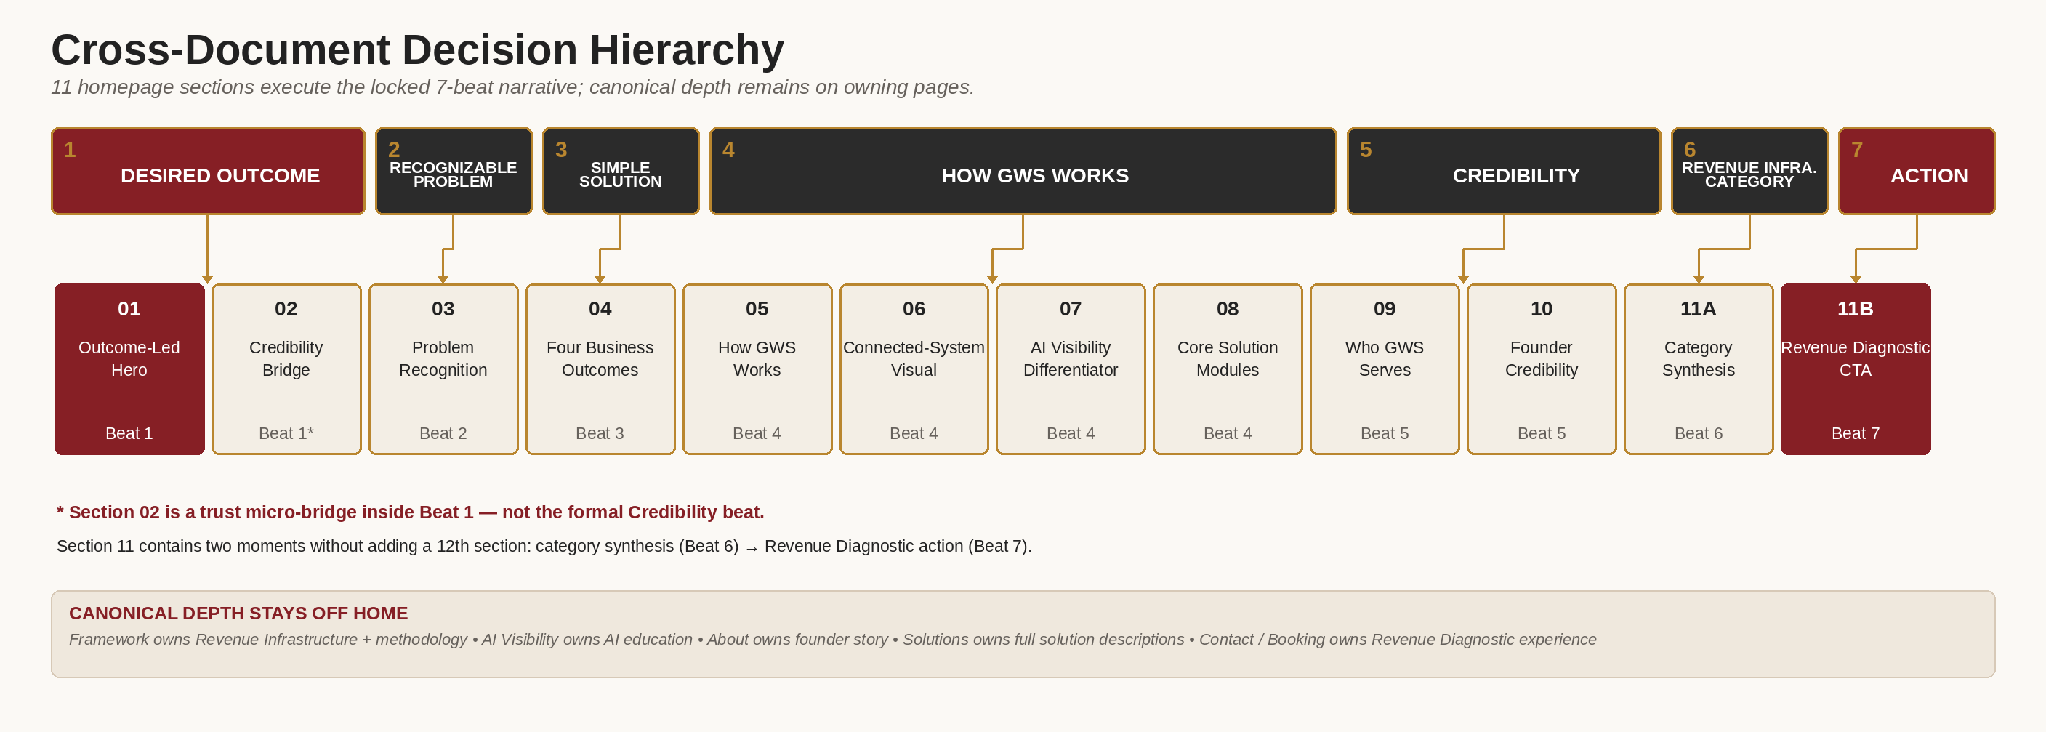 Cross-Document Decision Hierarchy
11 homepage sections execute the locked 7-beat narrative; canonical depth remains on owning pages.
1
DESIRED OUTCOME
2
RECOGNIZABLE
PROBLEM
3
SIMPLE
SOLUTION
4
HOW GWS WORKS
5
CREDIBILITY
6
REVENUE INFRA.
CATEGORY
7
ACTION
01
Outcome-Led
Hero
Beat 1
02
Credibility
Bridge
Beat 1*
03
Problem
Recognition
Beat 2
04
Four Business
Outcomes
Beat 3
05
How GWS
Works
Beat 4
06
Connected-System
Visual
Beat 4
07
AI Visibility
Differentiator
Beat 4
08
Core Solution
Modules
Beat 4
09
Who GWS
Serves
Beat 5
10
Founder
Credibility
Beat 5
11A
Category
Synthesis
Beat 6
11B
Revenue Diagnostic
CTA
Beat 7
* Section 02 is a trust micro-bridge inside Beat 1 — not the formal Credibility beat.
Section 11 contains two moments without adding a 12th section: category synthesis (Beat 6) → Revenue Diagnostic action (Beat 7).
CANONICAL DEPTH STAYS OFF HOME
Framework owns Revenue Infrastructure + methodology • AI Visibility owns AI education • About owns founder story • Solutions owns full solution descriptions • Contact / Booking owns Revenue Diagnostic experience